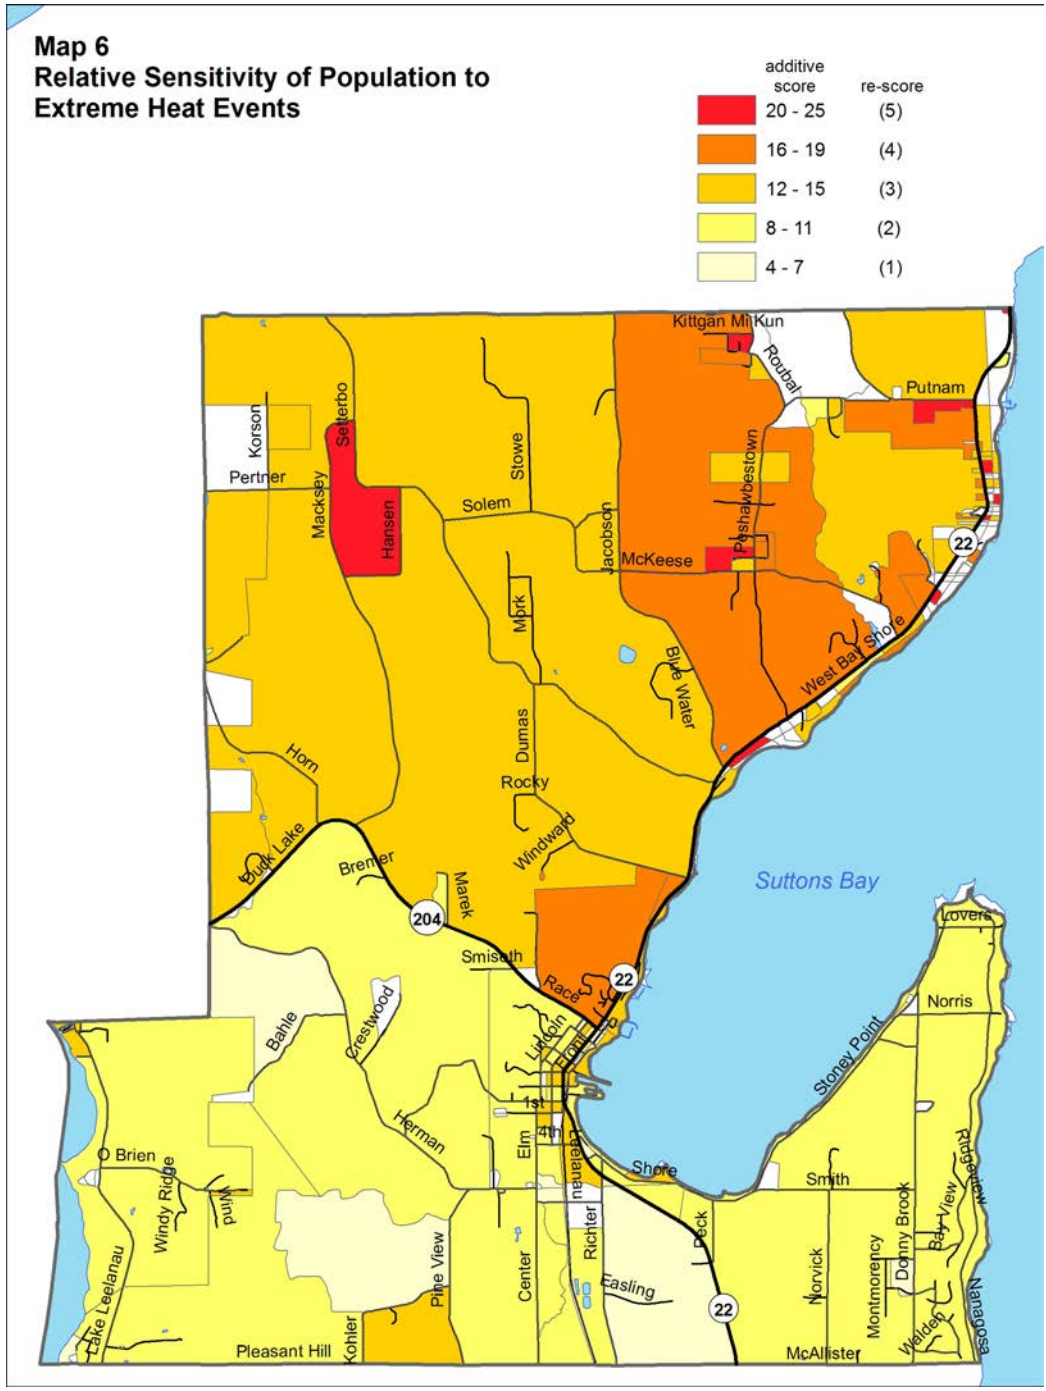 Map 6
Relative Sensitivity of Population to
Extreme Heat Events
additive
score
re-score
20 - 25
(5)
16 - 19
(4)
12 - 15
(3)
8 - 11
(2)
4 - 7
(1)
Kittgan Mi Kun
Roubal
Putnam
Korson
Setterbo
Stowe
Peshawbestown
Pertner
Macksey
Hansen
Solem
Jacobson
McKeese
22
Mork
West Bay Shore
Blue Water
Dumas
Horn
Rocky
Windward
Duck Lake
Bremer
Marek
204
Suttons Bay
Lovers
Smiseth
Race
22
Norris
Bahle
Crestwood
Lincoln
Front
Stoney Point
1st
Herman
Elm
4th
Leelanau
Shore
O Brien
Windy Ridge
Wind
Smith
Ridgeview
Bay View
Donny Brook
Peck
Richter
Center
Pine View
Easling
Lake Leelanau
Norvick
Montmorency
Nanagosa
22
Walden
Kohler
Pleasant Hill
McAllister